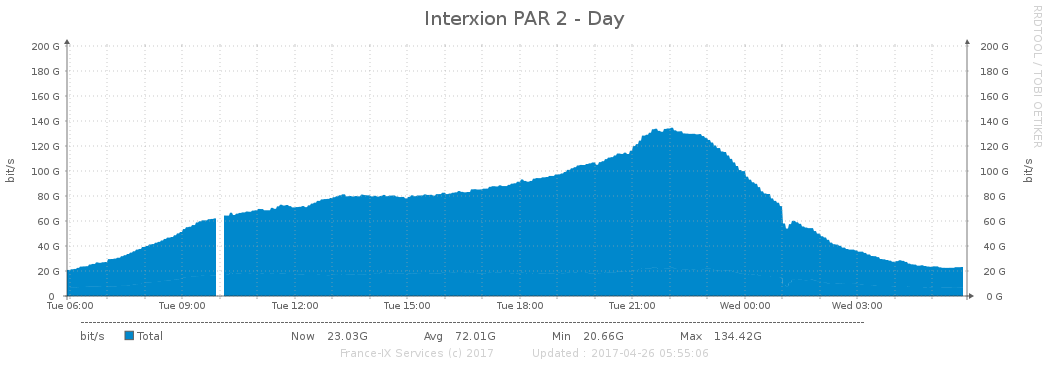 Interxion PAR 2 - Day
RRDTOOL / TOBI OETIKER
bit/s
bit/s
200 G 200 G
180 G 180 G
160 G 160 G
140 G 140 G
120 G 120 G
100 G 100 G
80 G 80 G
60 G 60 G
40 G 40 G
20 G 20 G
0 0 G
Tue 06:00 Tue 09:00 Tue 12:00 Tue 15:00 Tue 18:00 Tue 21:00 Wed 00:00 Wed 03:00
bit/s Total Now 23.03G Avg 72.01G Min 20.66G Max 134.42G
France-IX Services (c) 2017 Updated : 2017-04-26 05:55:06